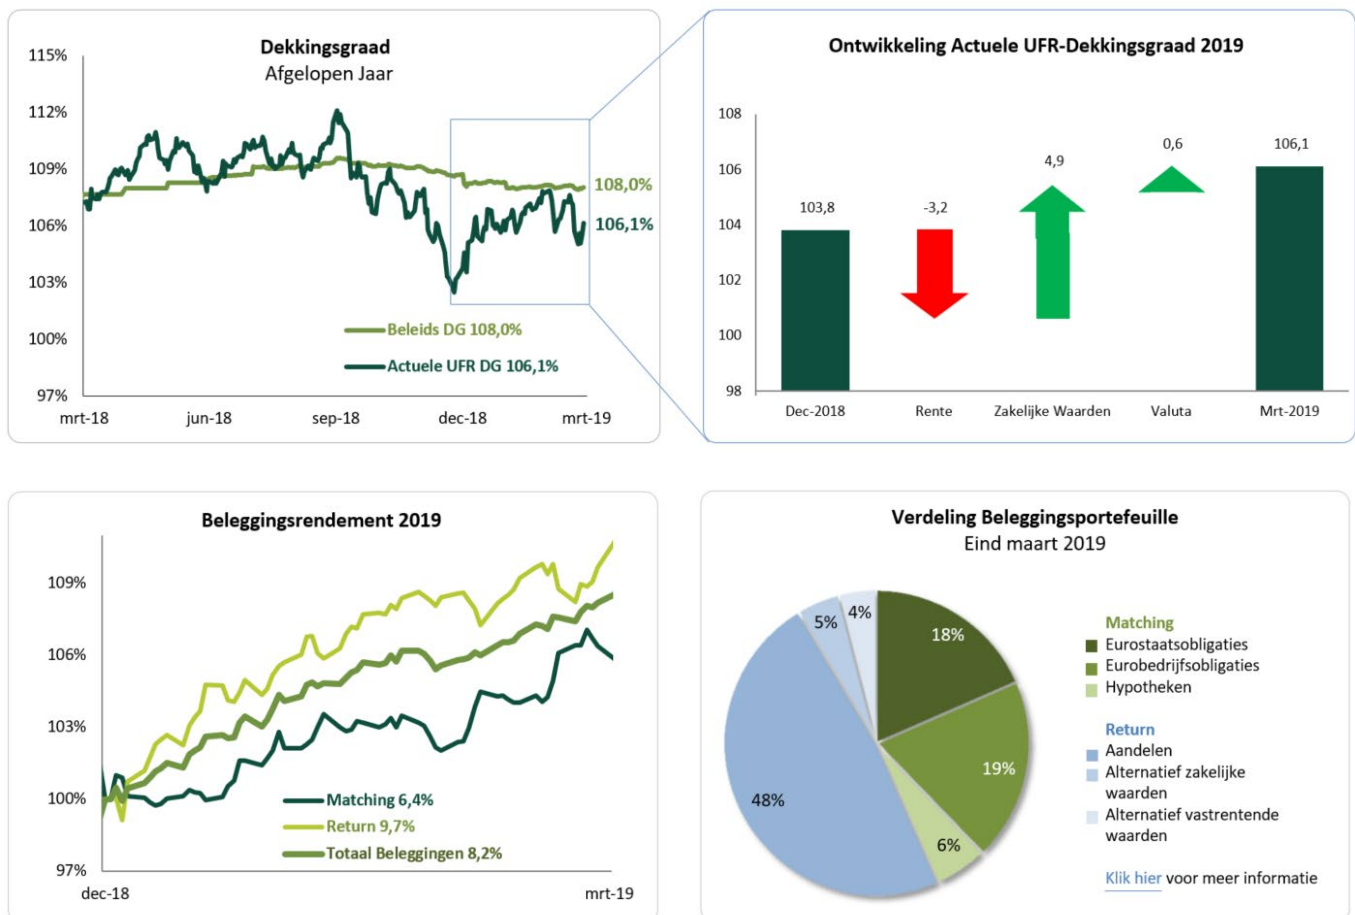 Dekkingsgraad
Afgelopen Jaar
115%
112%
109%
106%
103%
100%
97%
108,0%
106,1%
Beleids DG 108,0%
Actuele UFR DG 106,1%
mrt-18
jun-18
sep-18
dec-18
mrt-19
Ontwikkeling Actuele UFR-Dekkingsgraad 2019
108
106
104
102
100
98
103,8
-3,2
4,9
0,6
106,1
Dec-2018
Rente
Zakelijke Waarden
Valuta
Mrt-2019
Beleggingsrendement 2019
109%
106%
103%
100%
97%
Matching 6,4%
Return 9,7%
Totaal Beleggingen 8,2%
dec-18
mrt-19
Verdeling Beleggingsportefeuille
Eind maart 2019
18%
19%
6%
48%
5%
4%
Matching
Eurostaatsobligaties
Eurobedrijfsobligaties
Hypotheken
Return
Aandelen
Alternatief zakelijke
waarden
Alternatief vastrentende
waarden
Klik hier voor meer informatie